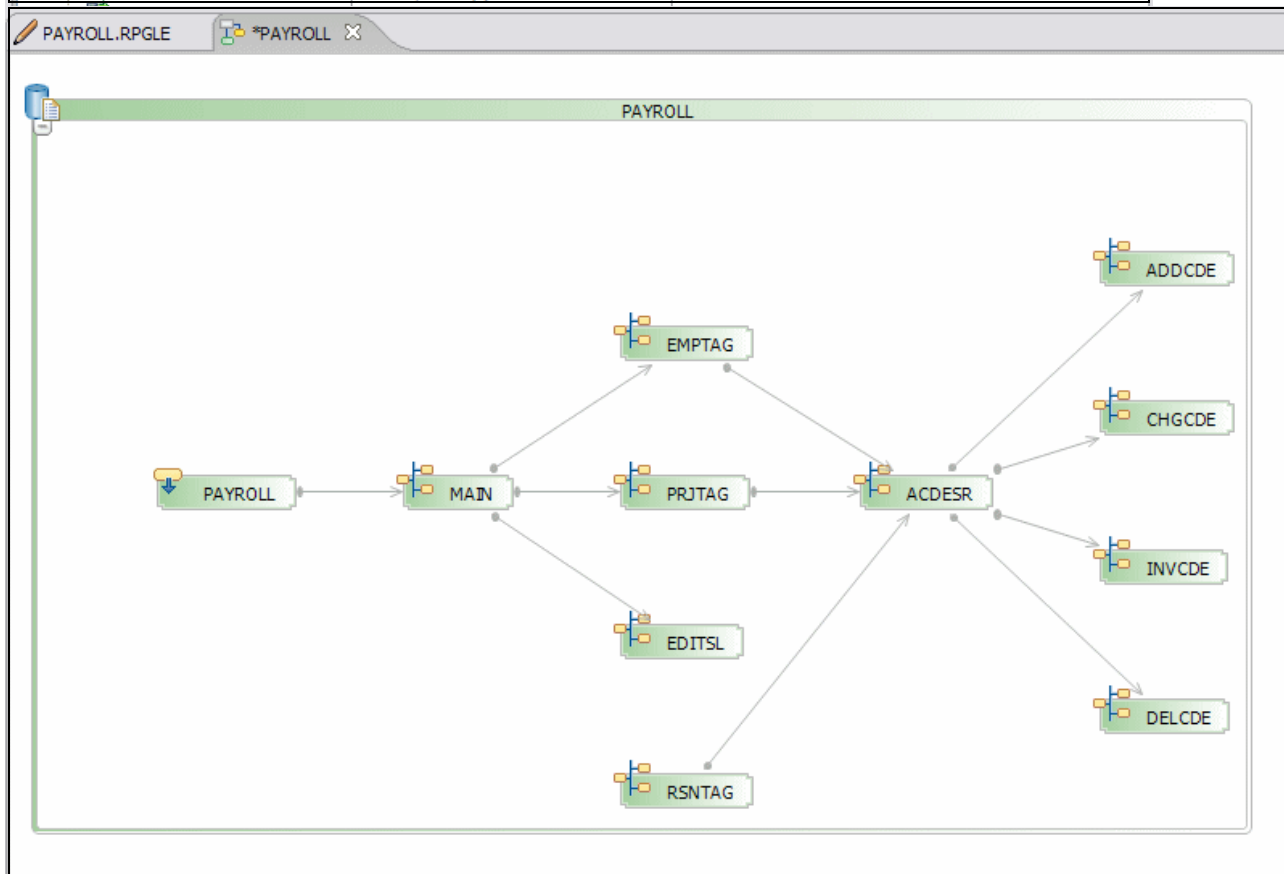 PAYROLL.RPGLE
*PAYROLL
PAYROLL
ADDCDE
EMPTAG
CHGCDE
PAYROLL
MAIN
PRJTAG
ACDESR
INVCDE
EDITSL
DELCDE
RSNTAG